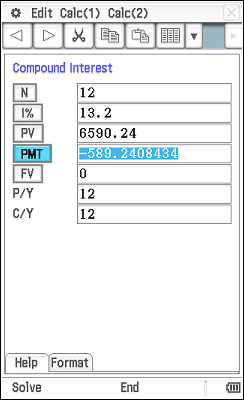 Edit Calc(1) Calc(2)
Compound Interest
N 12
I% 13.2
PV 6590.24
PMT -589.2408434
FV 0
P/Y 12
C/Y 12
Help Format
Solve End